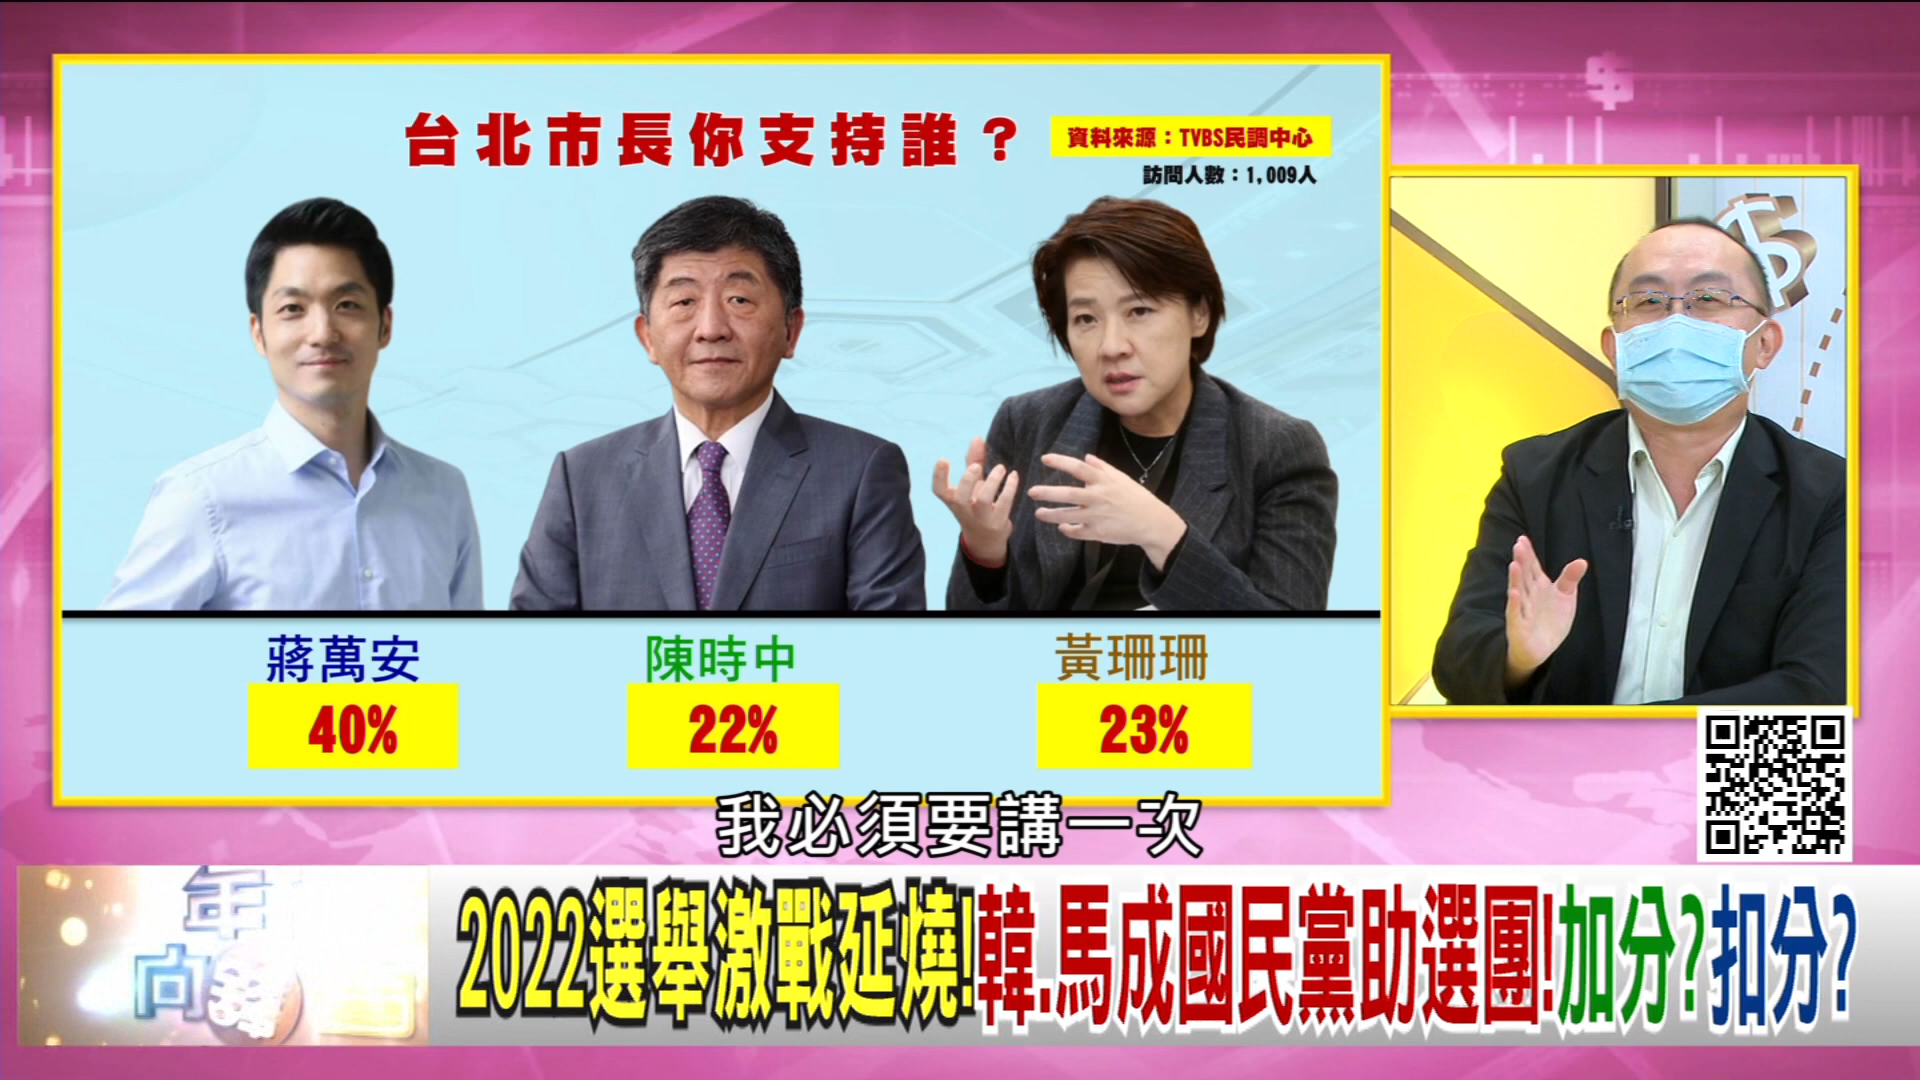 台北市長你支持誰？
資料來源：TVBS民調中心
訪問人數：1,009人
蔣萬安
陳時中
黃珊珊
40%
22%
23%
我必須要講一次
年
向錢
2022選舉激戰延燒!韓.馬成國民黨助選團!加分?扣分?